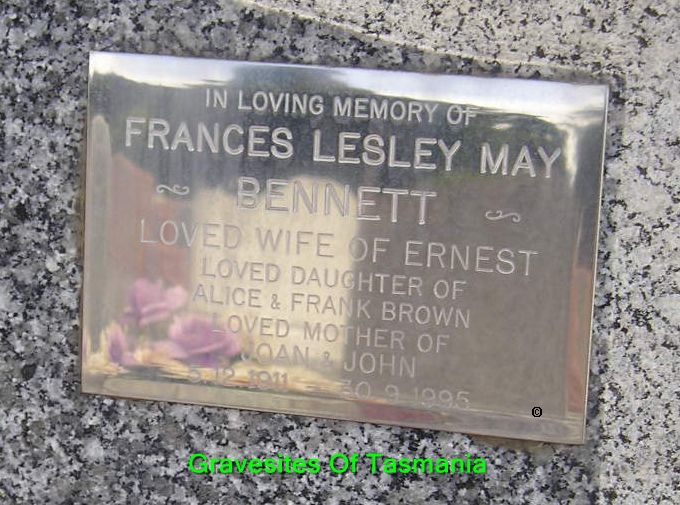 IN LOVING MEMORY OF
FRANCES LESLEY MAY
~ BENNETT ~
LOVED WIFE OF ERNEST
LOVED DAUGHTER OF
ALICE & FRANK BROWN
LOVED MOTHER OF
JOAN & JOHN
5.12.1911 30.9.1995
©
Gravesites Of Tasmania